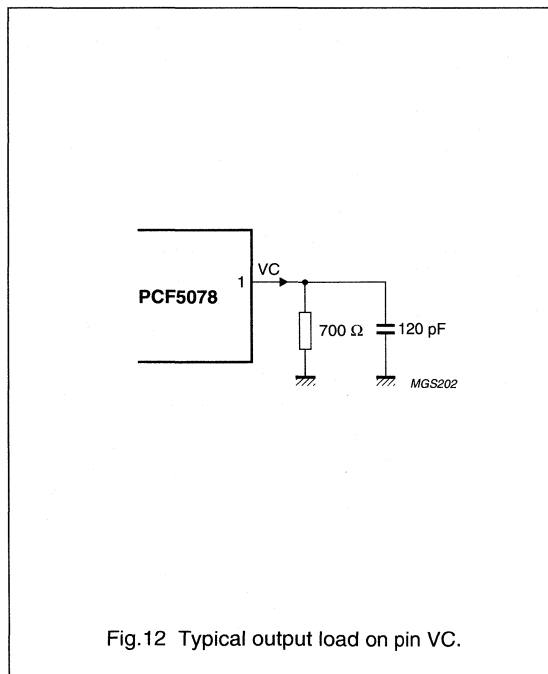 VC
1
PCF5078
700 Ω
120 pF
MGS202
Fig.12 Typical output load on pin VC.